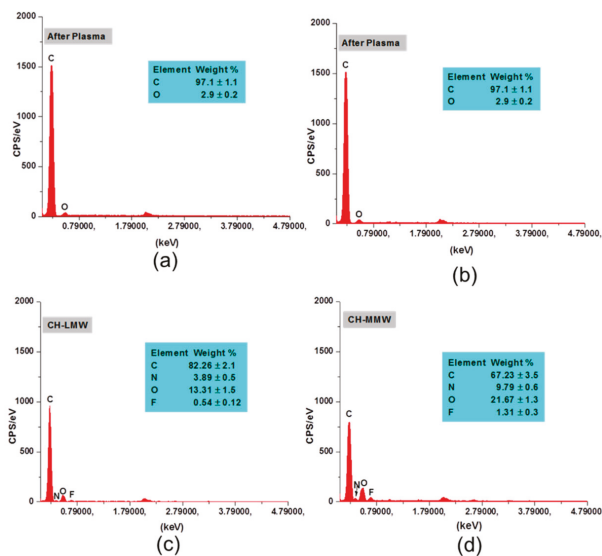 2000
After Plasma
C
1500
1000
500
0
CPS/eV
Element Weight %
C 97.1 ± 1.1
O 2.9 ± 0.2
O
0.79000, 1.79000, 2.79000, 3.79000, 4.79000,
(keV)
(a)
2000
After Plasma
C
1500
1000
500
0
CPS/eV
Element Weight %
C 97.1 ± 1.1
O 2.9 ± 0.2
O
0.79000, 1.79000, 2.79000, 3.79000, 4.79000,
(keV)
(b)
2000
CH-LMW
1500
1000
500
0
CPS/eV
Element Weight %
C 82.26 ± 2.1
N 3.89 ± 0.5
O 13.31 ± 1.5
F 0.54 ± 0.12
C
N O F
0.79000, 1.79000, 2.79000, 3.79000, 4.79000,
(keV)
(c)
2000
CH-MMW
1500
1000
500
0
CPS/eV
Element Weight %
C 67.23 ± 3.5
N 9.79 ± 0.6
O 21.67 ± 1.3
F 1.31 ± 0.3
C
N O F
0.79000, 1.79000, 2.79000, 3.79000, 4.79000,
(keV)
(d)